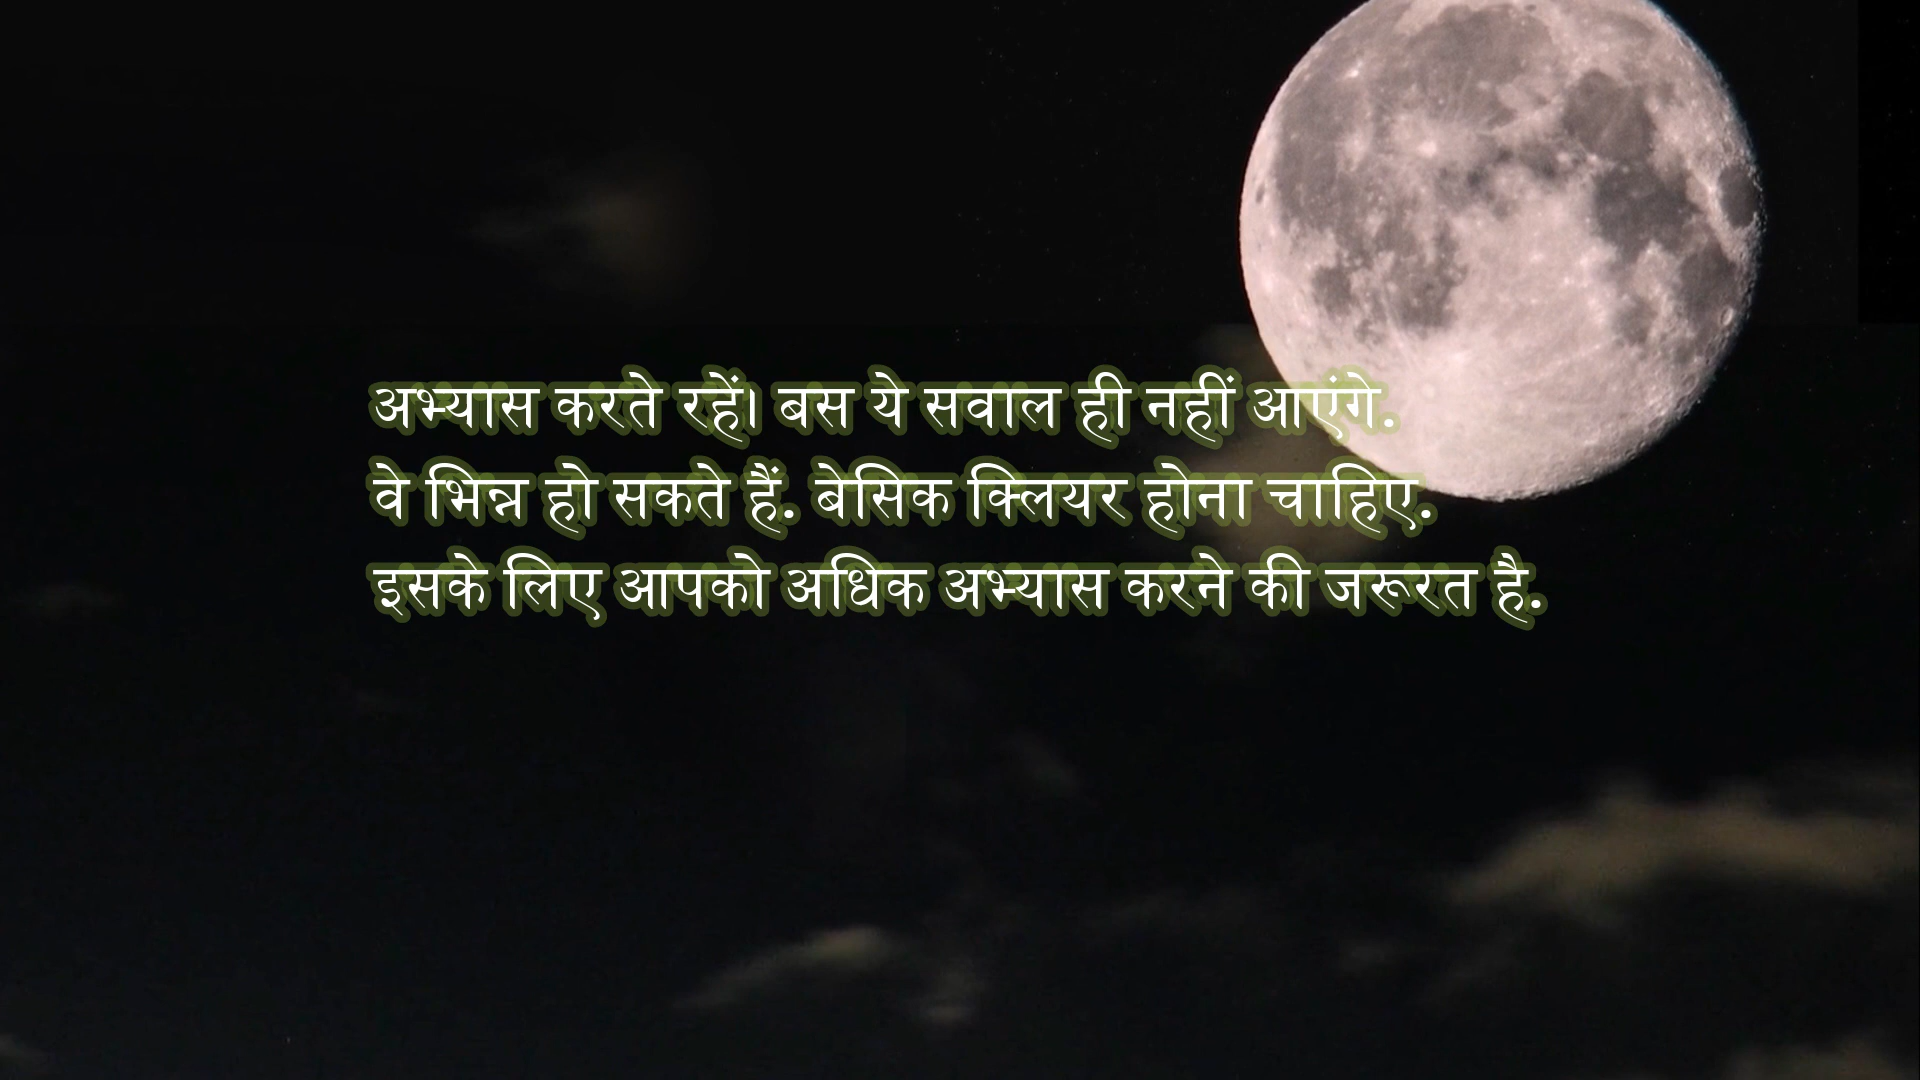 अभ्यास करते रहें। बस ये सवाल ही नहीं आएंगे.
वे भिन्न हो सकते हैं. बेसिक क्लियर होना चाहिए.
इसके लिए आपको अधिक अभ्यास करने की जरूरत है.